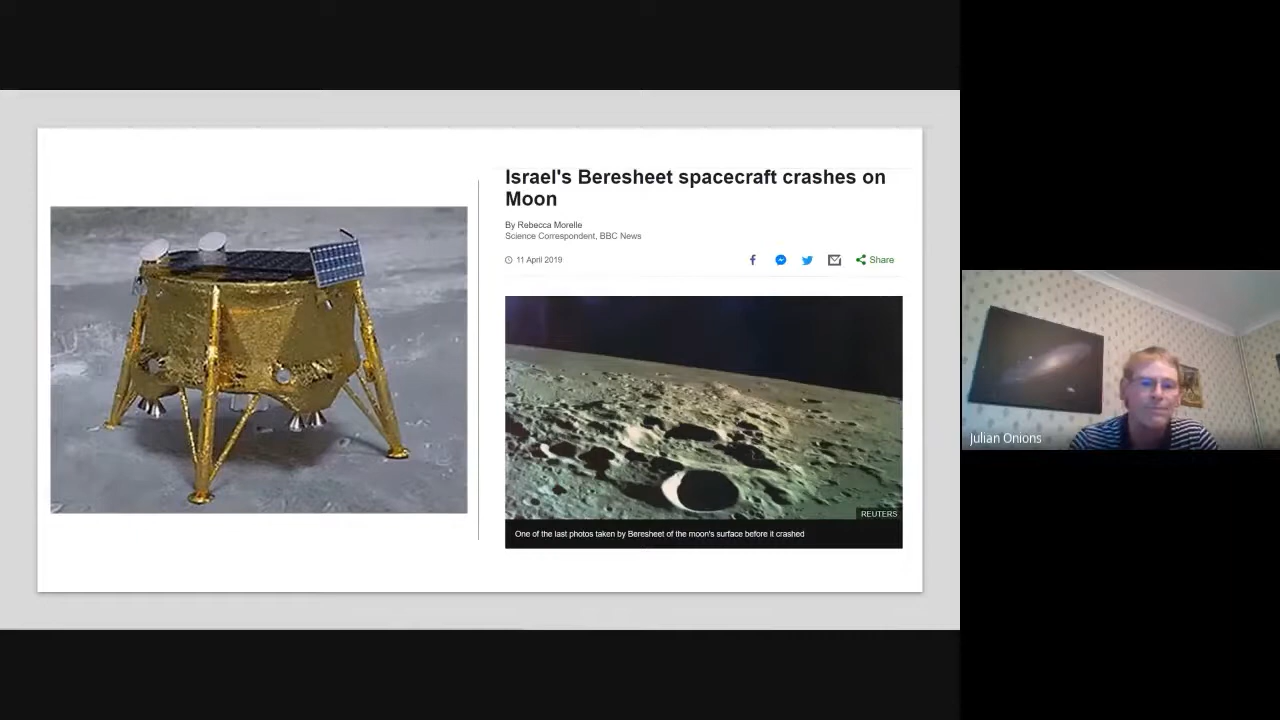 Israel's Beresheet spacecraft crashes on
Moon
By Rebecca Morelle
Science Correspondent, BBC News
11 April 2019
Share
REUTERS
One of the last photos taken by Beresheet of the moon's surface before it crashed
Julian Onions